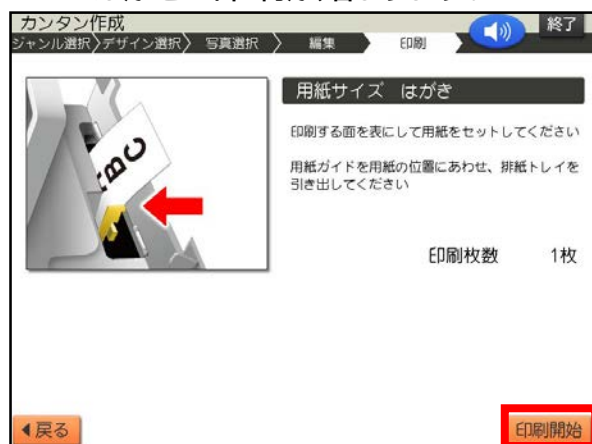 カンタン作成
終了
ジャンル選択〉デザイン選択〉 写真選択 〉 編集 印刷
用紙サイズ はがき
印刷する面を表にして用紙をセットしてください
用紙ガイドを用紙の位置にあわせ、排紙トレイを
引き出してください
ABC
印刷枚数 1枚
戻る
印刷開始